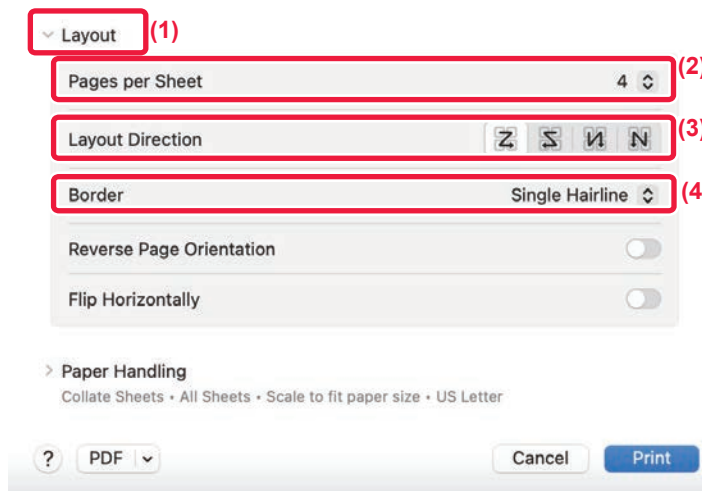 Layout (1)
Pages per Sheet 4 (2)
Layout Direction (3)
Border Single Hairline (4
Reverse Page Orientation
Flip Horizontally
Paper Handling
Collate Sheets • All Sheets • Scale to fit paper size • US Letter
? PDF Cancel Print